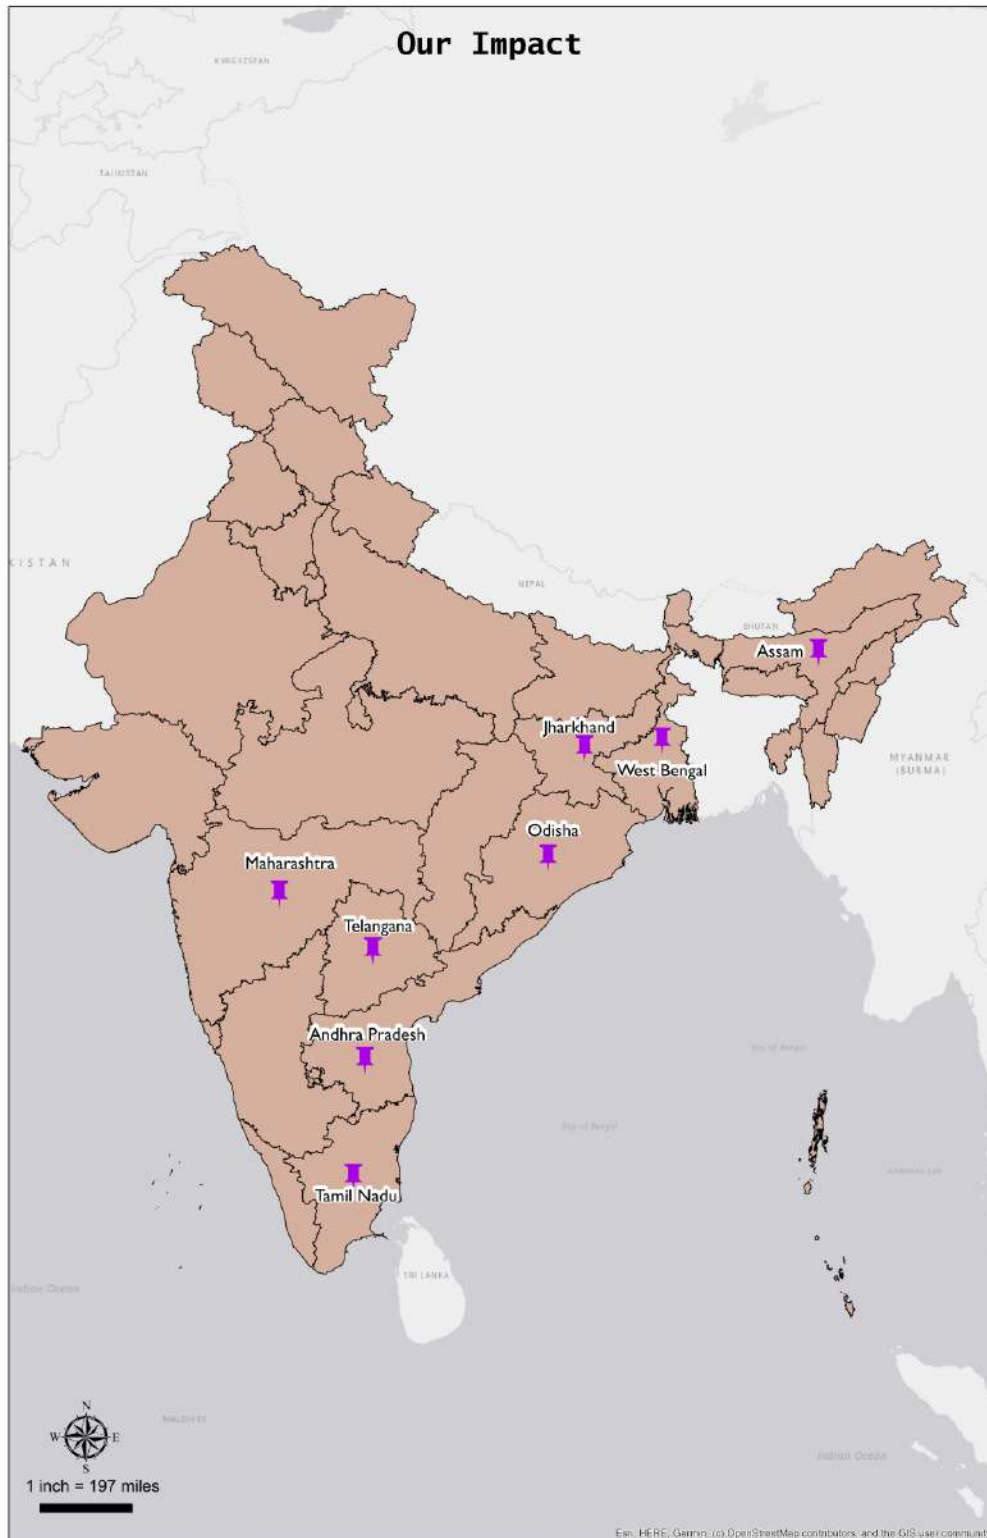 Our Impact
KYRGYZSTAN
TAJIKISTAN
KISTAN
NEPAL
BHUTAN
Assam
Jharkhand
West Bengal
MYANMAR
(BURMA)
Odisha
Maharashtra
Telangana
Andhra Pradesh
Bay of Bengal
Bay of Bengal
Andaman Sea
Tamil Nadu
SRI LANKA
Indian Ocean
N
W E
S
MALDIVES
Indian Ocean
1 inch = 197 miles
Esri, HERE, Garmin, (c) OpenStreetMap contributors, and the GIS user community